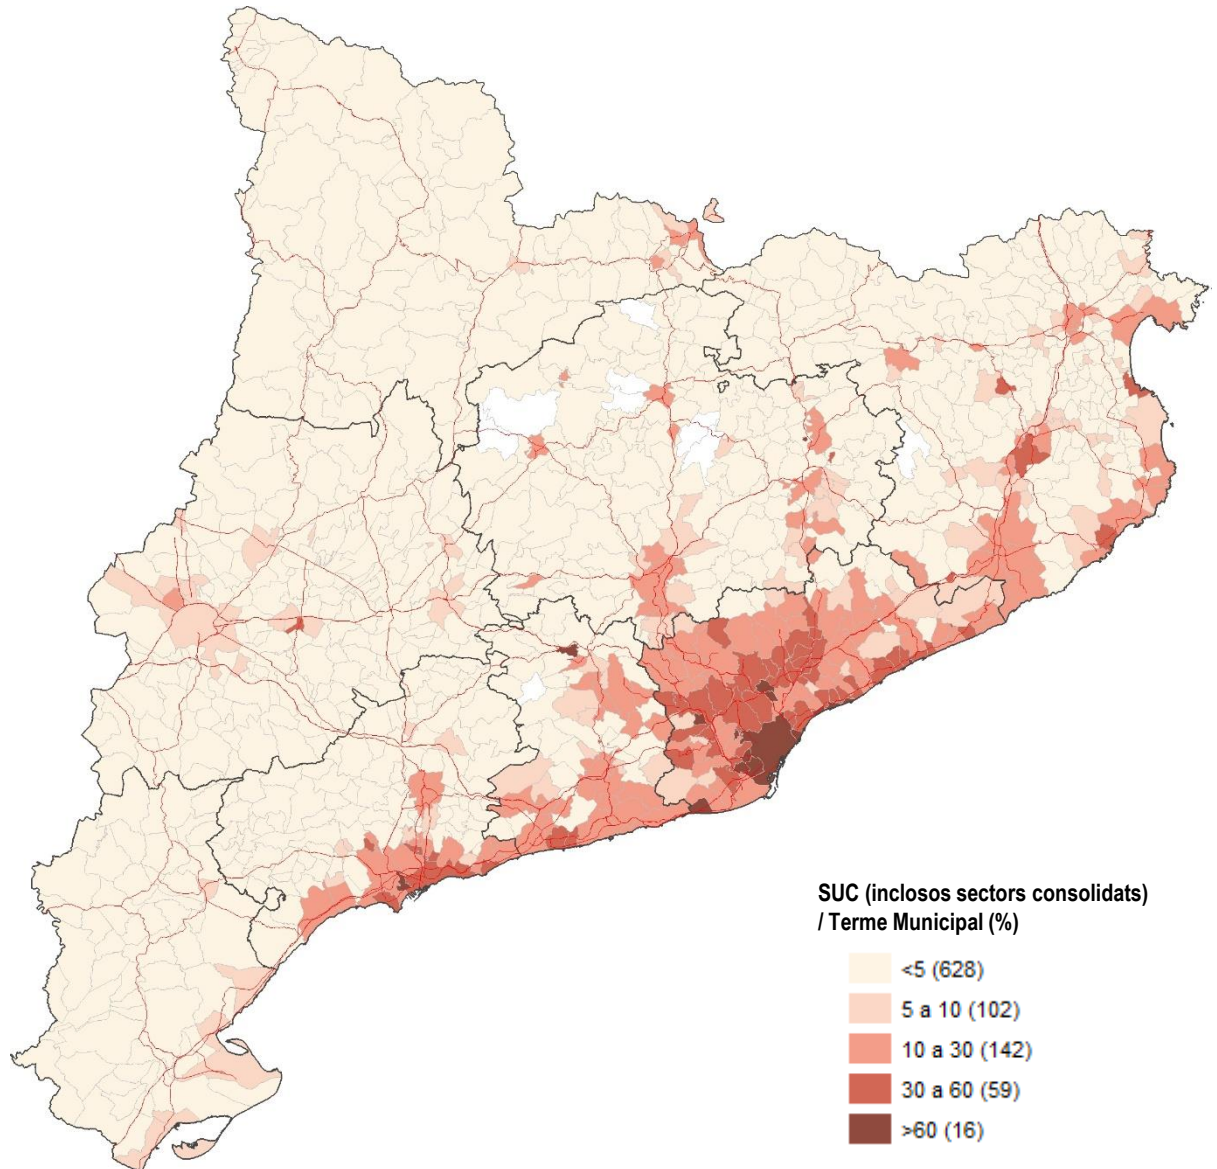 SUC (inclosos sectors consolidats)
/ Terme Municipal (%)
<5 (628)
5 a 10 (102)
10 a 30 (142)
30 a 60 (59)
>60 (16)